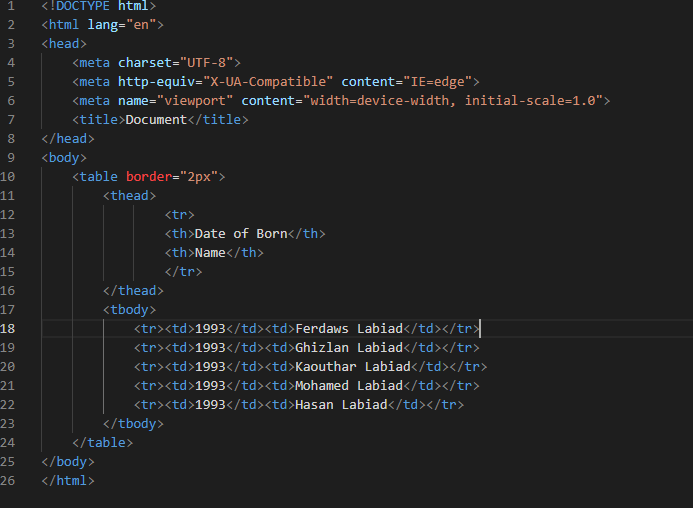 1 <!DOCTYPE html>
2 <html lang="en">
3 <head>
4     <meta charset="UTF-8">
5     <meta http-equiv="X-UA-Compatible" content="IE=edge">
6     <meta name="viewport" content="width=device-width, initial-scale=1.0">
7     <title>Document</title>
8 </head>
9 <body>
10     <table border="2px">
11         <thead>
12                 <tr>
13                 <th>Date of Born</th>
14                 <th>Name</th>
15                 </tr>
16         </thead>
17         <tbody>
18             <tr><td>1993</td><td>Ferdaws Labiad</td></tr>
19             <tr><td>1993</td><td>Ghizlan Labiad</td></tr>
20             <tr><td>1993</td><td>Kaouthar Labiad</td></tr>
21             <tr><td>1993</td><td>Mohamed Labiad</td></tr>
22             <tr><td>1993</td><td>Hasan Labiad</td></tr>
23         </tbody>
24     </table>
25 </body>
26 </html>